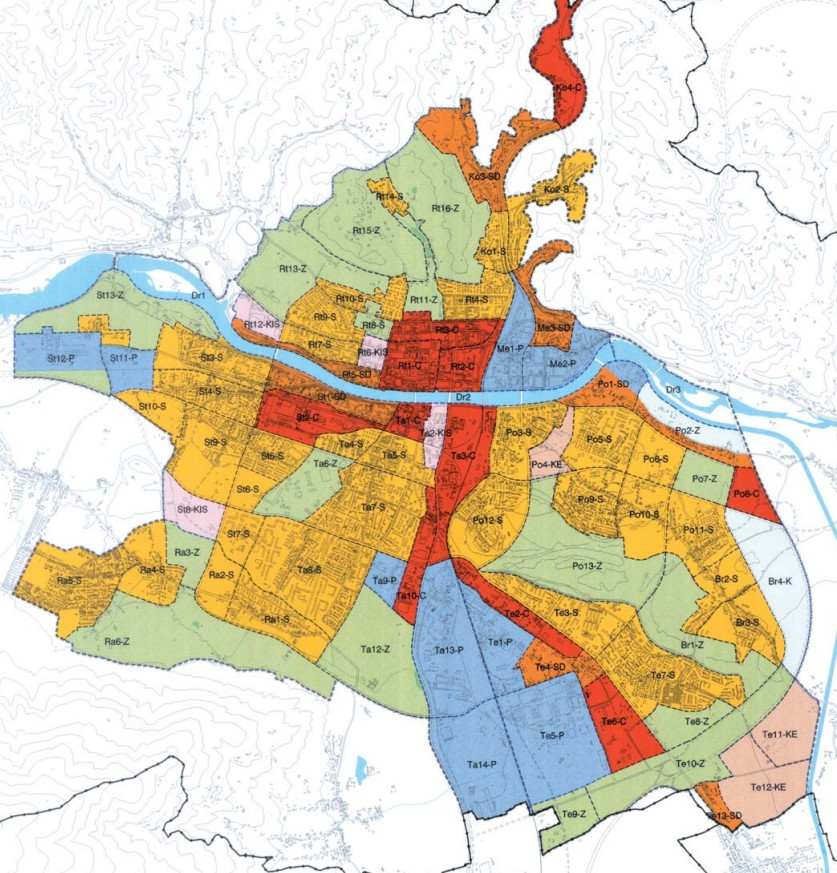 Ko4-C
Ko3-SD
Ko2-S
Rt14-S
Rt16-Z
Rt15-Z
Ko1-S
Rt13-Z
St13-Z
Dr1
Rt10-S
Rt11-Z
Rt4-S
Rt9-S
Rt12-KIS
Rt8-S
Rt3-C
Me3-SD
Rt7-S
Rt6-KIS
Me1-P
St12-P
St11-P
St3-S
Rt1-C
Rt2-C
Me2-P
Rt5-SD
Po1-SD
Dr3
St4-S
St1-SD
Dr2
St10-S
St2-C
Ta1-C
Ta2-KIS
Po3-S
Po2-Z
St9-S
Ta4-S
Po5-S
St5-S
Ta5-S
Ta3-C
Po6-S
Ta6-Z
Po4-KE
Po7-Z
St6-S
Po8-C
Po9-S
St8-KIS
Ta7-S
Po10-S
Po12-S
Po11-S
St7-S
Ra3-Z
Po13-Z
Ra4-S
Ra2-S
Ta8-S
Ra5-S
Ta9-P
Br2-S
Br4-K
Ta10-C
Te2-C
Te3-S
Ra1-S
Br3-S
Ra6-Z
Te1-P
Br1-Z
Ta12-Z
Ta13-P
Te4-SD
Te7-S
Te6-C
Te8-Z
Te5-P
Te11-KE
Ta14-P
Te10-Z
Te12-KE
Te9-Z
Te13-SD